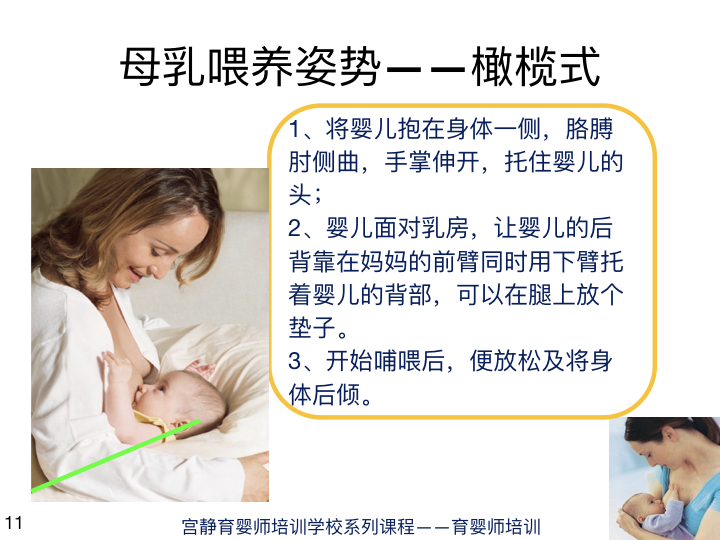 母乳喂养姿势——橄榄式
1、将婴儿抱在身体一侧，胳膊
肘侧曲，手掌伸开，托住婴儿的
头；
2、婴儿面对乳房，让婴儿的后
背靠在妈妈的前臂同时用下臂托
着婴儿的背部，可以在腿上放个
垫子。
3、开始哺喂后，便放松及将身
体后倾。
11
宫静育婴师培训学校系列课程——育婴师培训